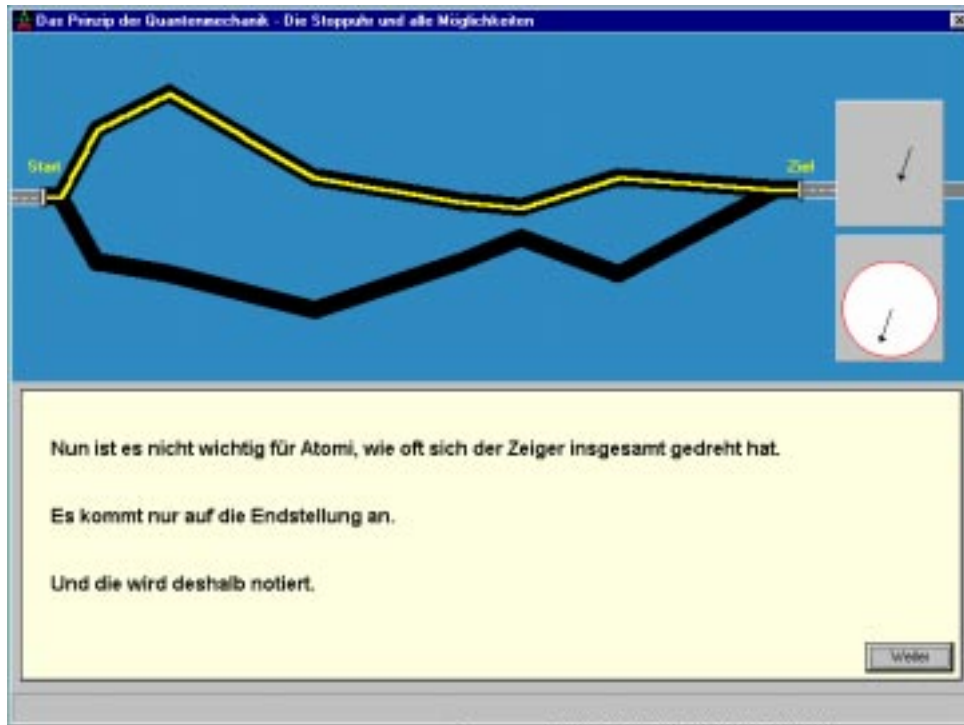 Das Prinzip der Quantenmechanik - Die Stoppuhr und alle Möglichkeiten
Start
Ziel
Nun ist es nicht wichtig für Atomi, wie oft sich der Zeiger insgesamt gedreht hat.
Es kommt nur auf die Endstellung an.
Und die wird deshalb notiert.
Weiter